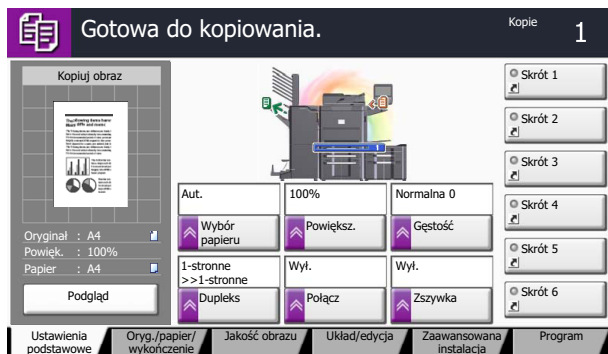 Gotowa do kopiowania.
Kopie
1
Kopiuj obraz
Oryginał : A4
Powięk. : 100%
Papier : A4
Podgląd
1
Aut.
100%
Normalna 0
Wybór
papieru
Powiększ.
Gęstość
1-stronne
>>1-stronne
Wył.
Wył.
Dupleks
Połącz
Zszywka
Skrót 1
Skrót 2
Skrót 3
Skrót 4
Skrót 5
Skrót 6
Ustawienia
podstawowe
Oryg./papier/
wykończenie
Jakość obrazu
Układ/edycja
Zaawansowana
instalacja
Program